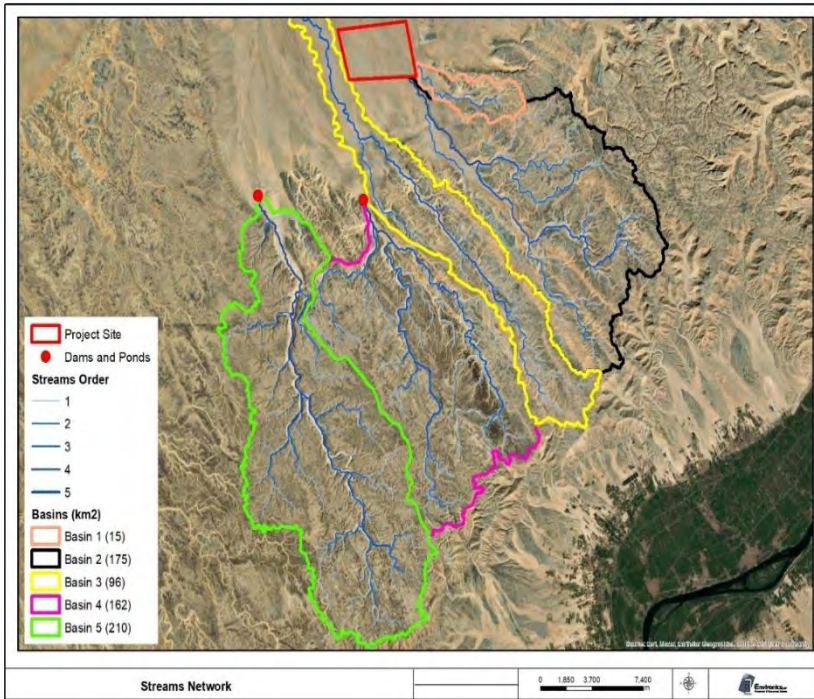 Project Site
Dams and Ponds
Streams Order
1
2
3
4
5
Basins (km2)
Basin 1 (15)
Basin 2 (175)
Basin 3 (96)
Basin 4 (162)
Basin 5 (210)
Streams Network
0 1,850 3,700 7,400
Environics